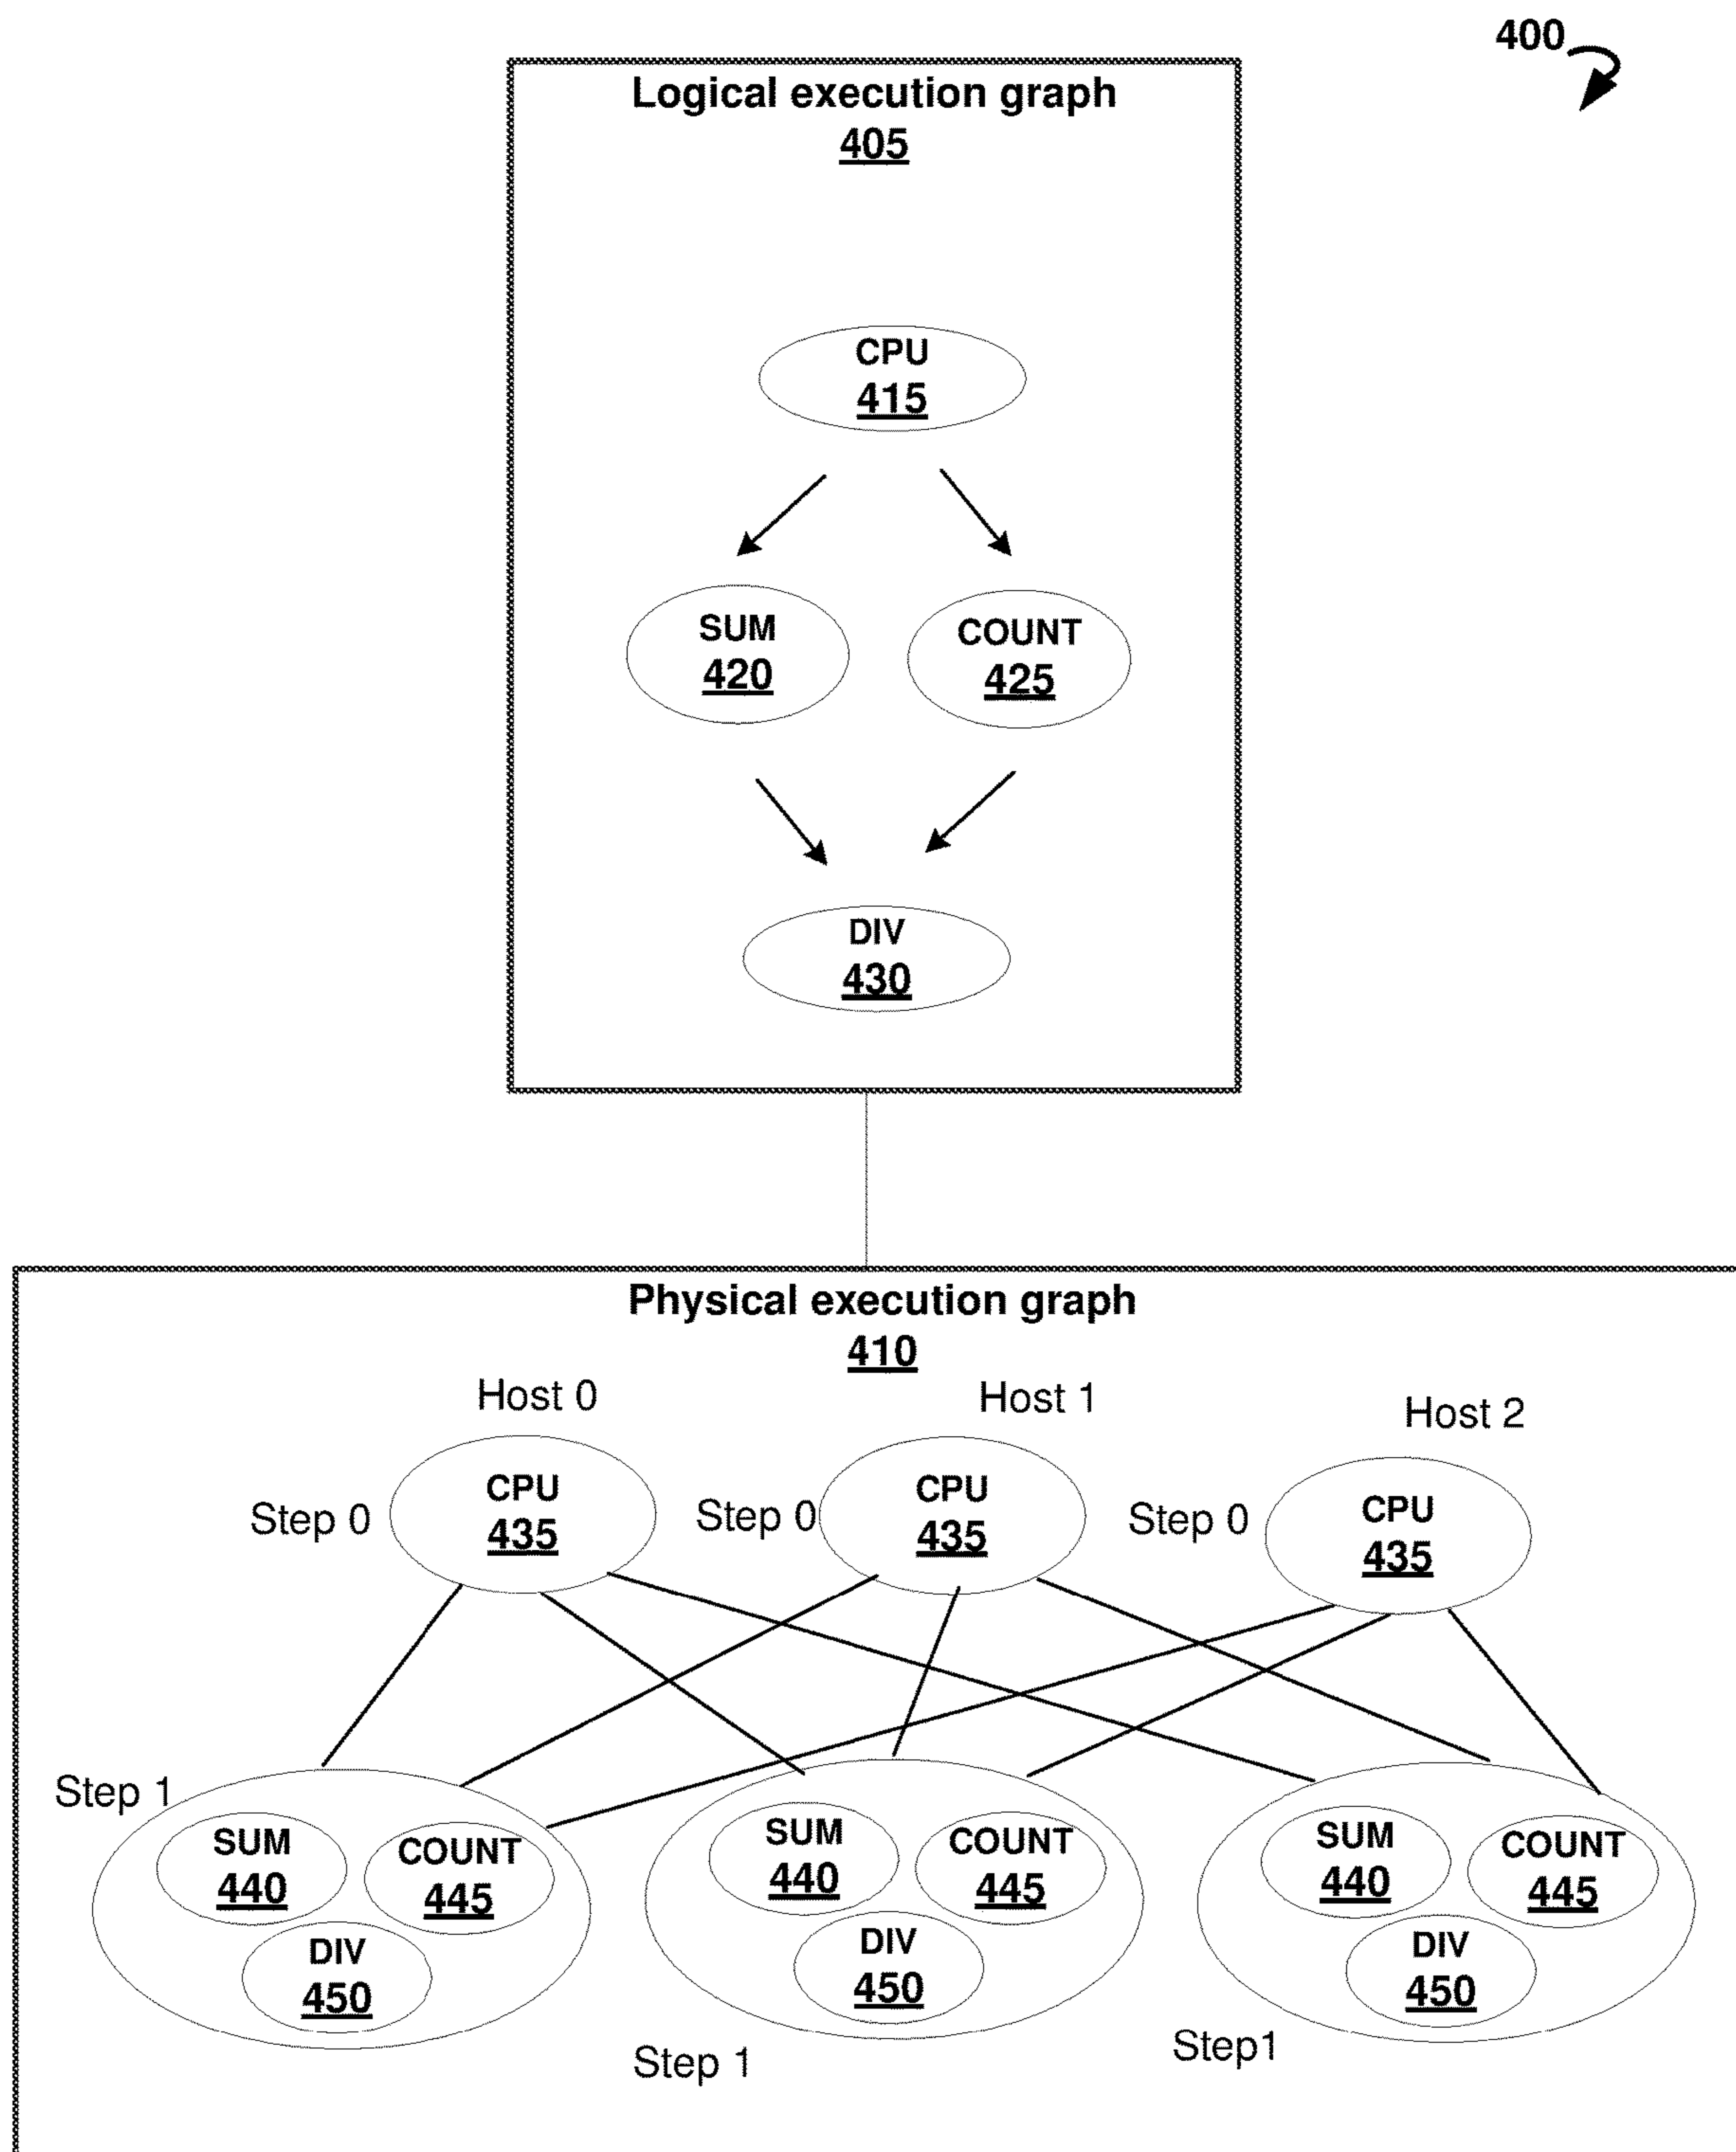 400
Logical execution graph
405
CPU
415
SUM
420
COUNT
425
DIV
430
Physical execution graph
410
Host 0
Host 1
Host 2
Step 0
CPU
435
Step 0
CPU
435
Step 0
CPU
435
Step 1
SUM
440
COUNT
445
DIV
450
SUM
440
COUNT
445
DIV
450
Step 1
SUM
440
COUNT
445
DIV
450
Step1